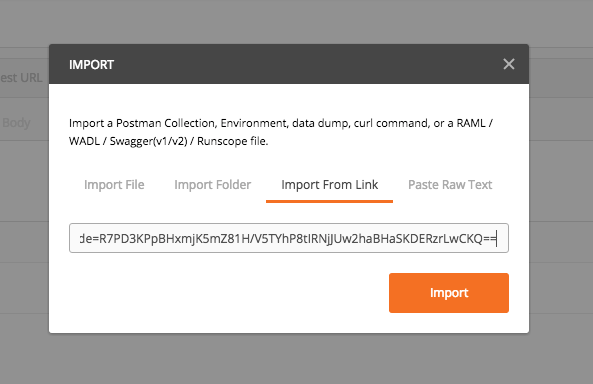 IMPORT
est URL
Body
Import a Postman Collection, Environment, data dump, curl command, or a RAML /
WADL / Swagger(v1/v2) / Runscope file.
Import File
Import Folder
Import From Link
Paste Raw Text
de=R7PD3KPpBHxmjK5mZ81H/V5TYhP8tIRNjJUw2haBHaSKDERzrLwCKQ==
Import